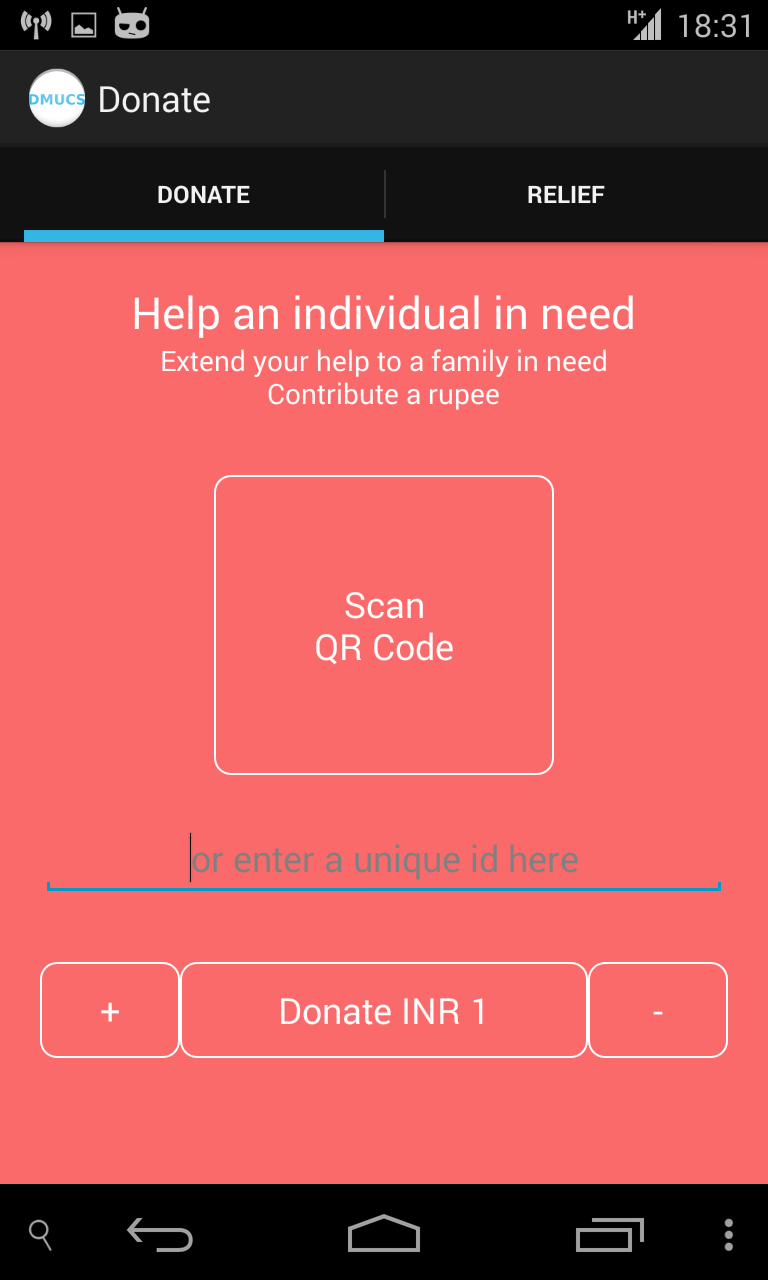 H+ 18:31
DMUCS Donate
DONATE RELIEF
Help an individual in need
Extend your help to a family in need
Contribute a rupee
Scan
QR Code
or enter a unique id here
+ Donate INR 1 -